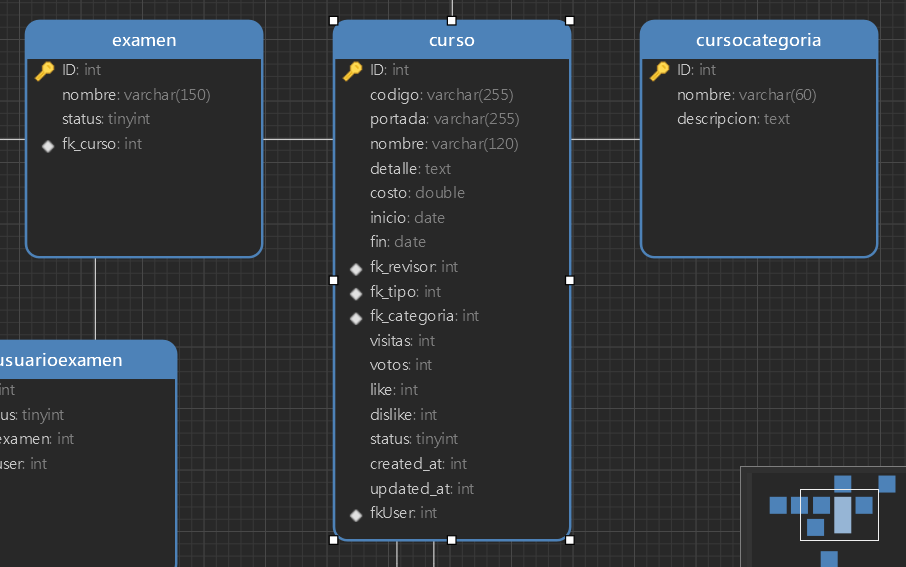 examen
ID: int
nombre: varchar(150)
status: tinyint
fk_curso: int
curso
ID: int
codigo: varchar(255)
portada: varchar(255)
nombre: varchar(120)
detalle: text
costo: double
inicio: date
fin: date
fk_revisor: int
fk_tipo: int
fk_categoria: int
visitas: int
votos: int
like: int
dislike: int
status: tinyint
created_at: int
updated_at: int
fkUser: int
cursocategoria
ID: int
nombre: varchar(60)
descripcion: text
usuarioexamen
int
us: tinyint
examen: int
user: int